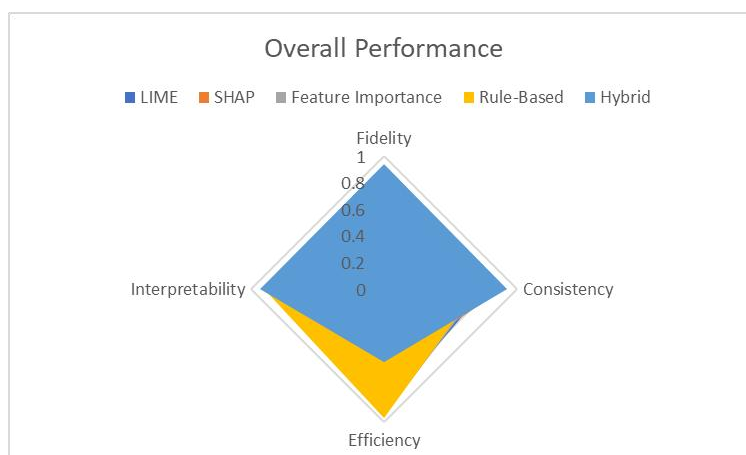 Overall Performance
LIME SHAP Feature Importance Rule-Based Hybrid
Fidelity
1
0.8
0.6
0.4
0.2
Interpretability 0 Consistency
Efficiency